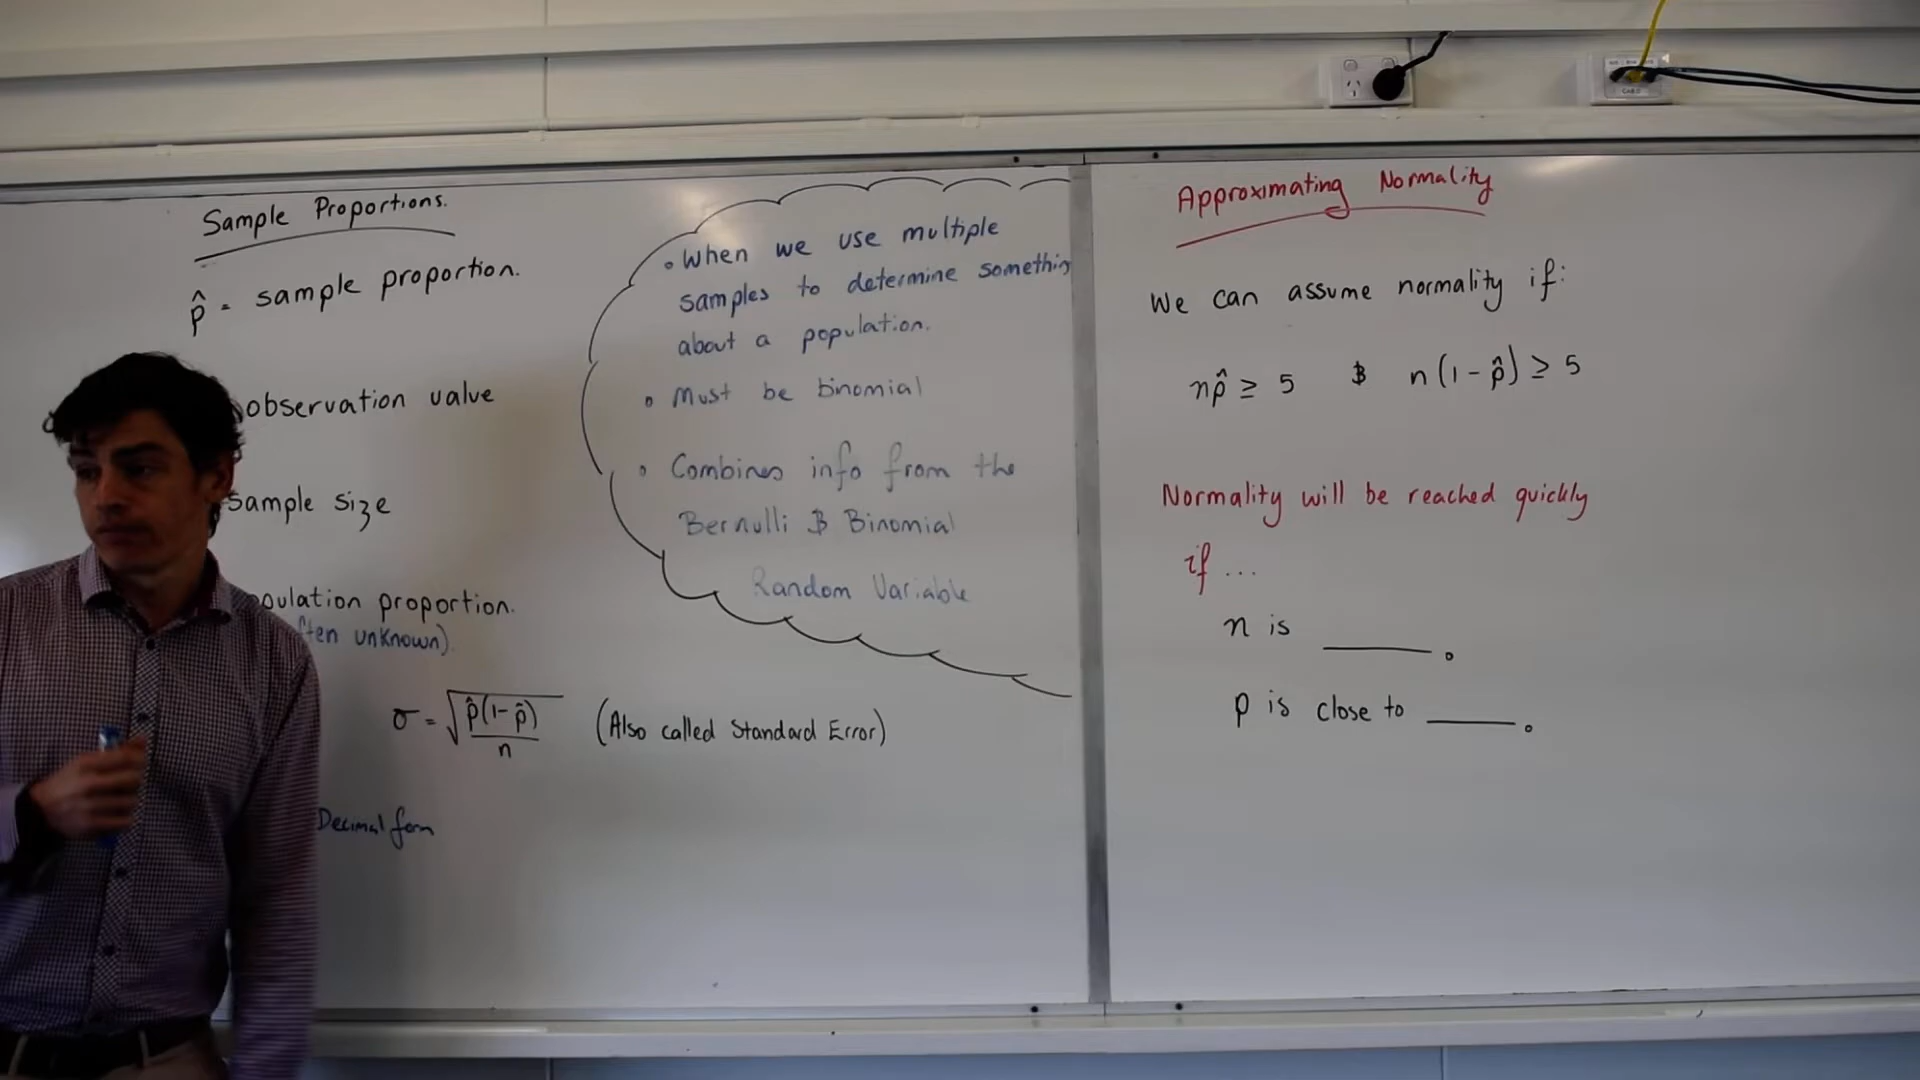 Sample Proportions.
p̂ = sample proportion.
observation value
sample size
pulation proportion.
ften unknown).
σ = √(p̂(1-p̂)/n) (Also called Standard Error)
Decimal form
• When we use multiple
samples to determine somethin
about a population.
• Must be binomial
• Combines info from the
Bernulli & Binomial
Random Variable
Approximating Normality
We can assume normality if:
np̂ ≥ 5 & n(1-p̂) ≥ 5
Normality will be reached quickly
if ...
n is ______.
p is close to ______.